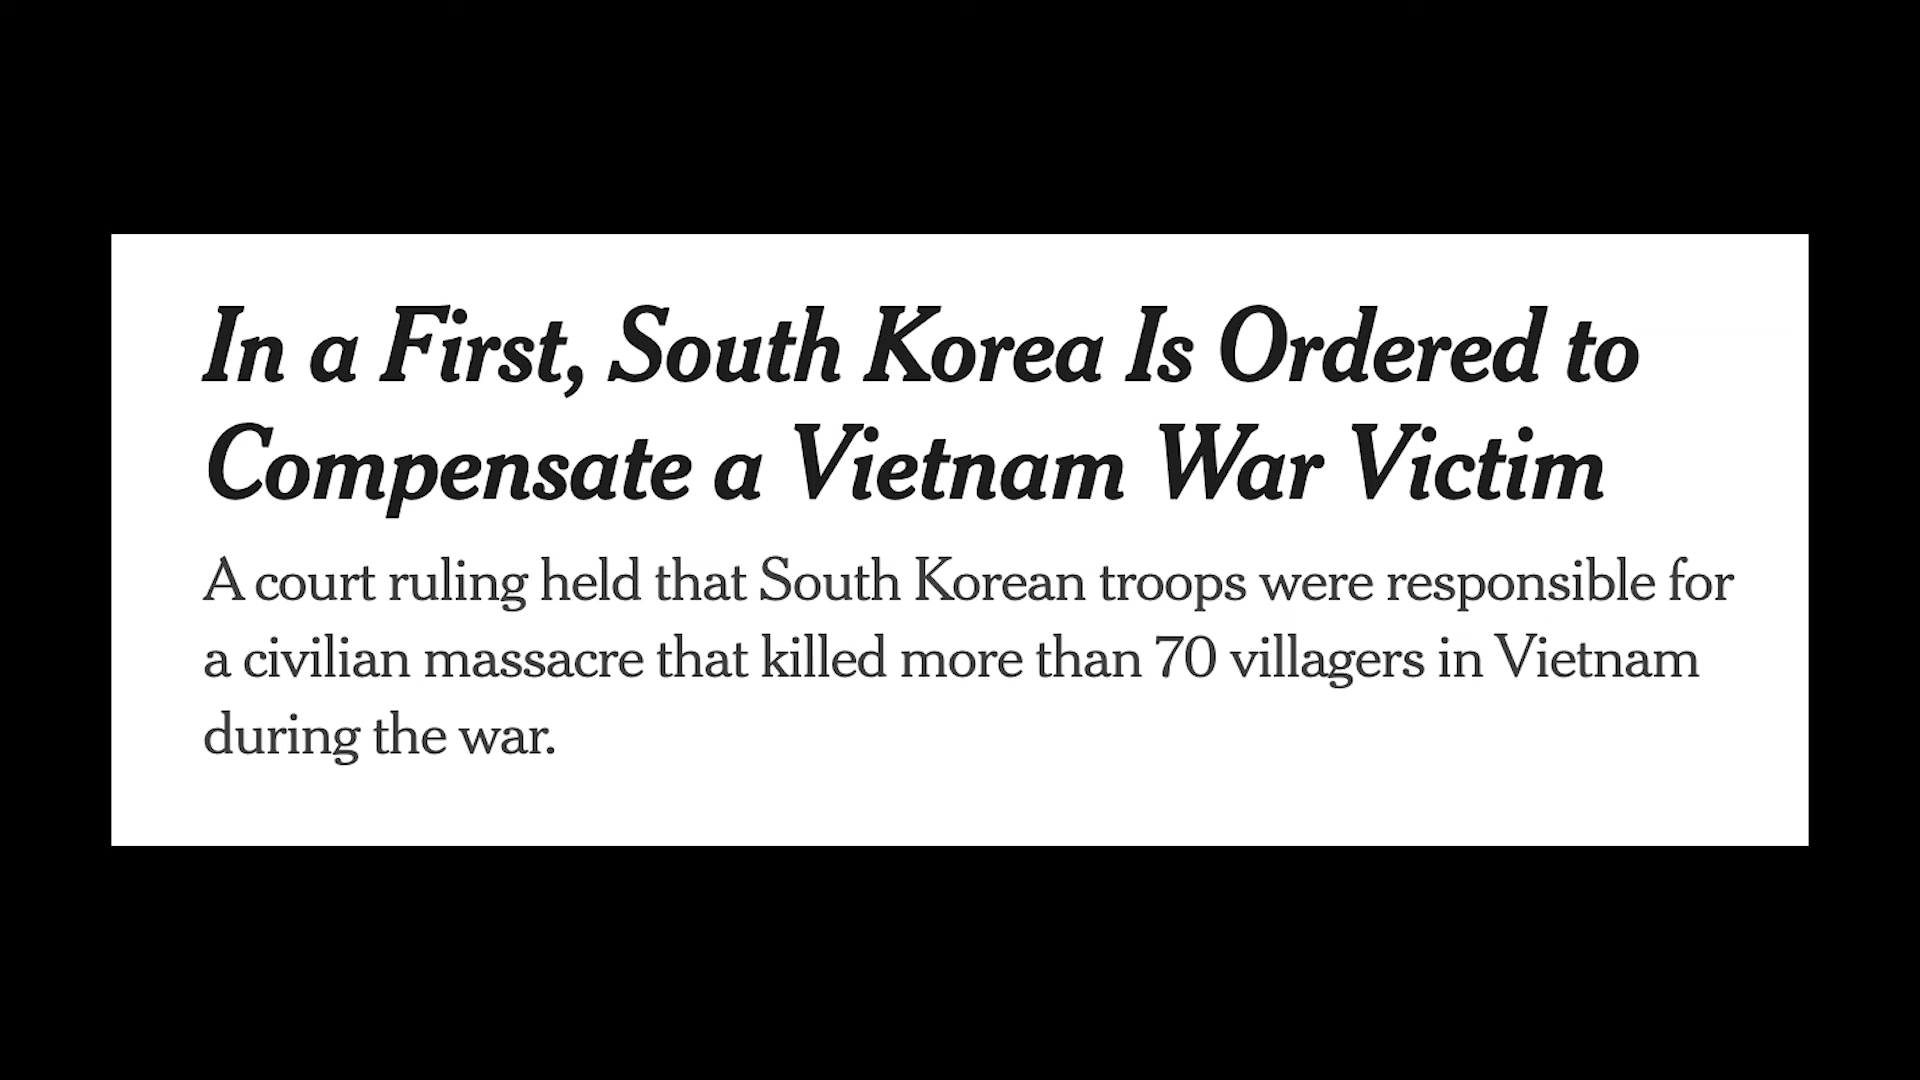 In a First, South Korea Is Ordered to
Compensate a Vietnam War Victim
A court ruling held that South Korean troops were responsible for
a civilian massacre that killed more than 70 villagers in Vietnam
during the war.